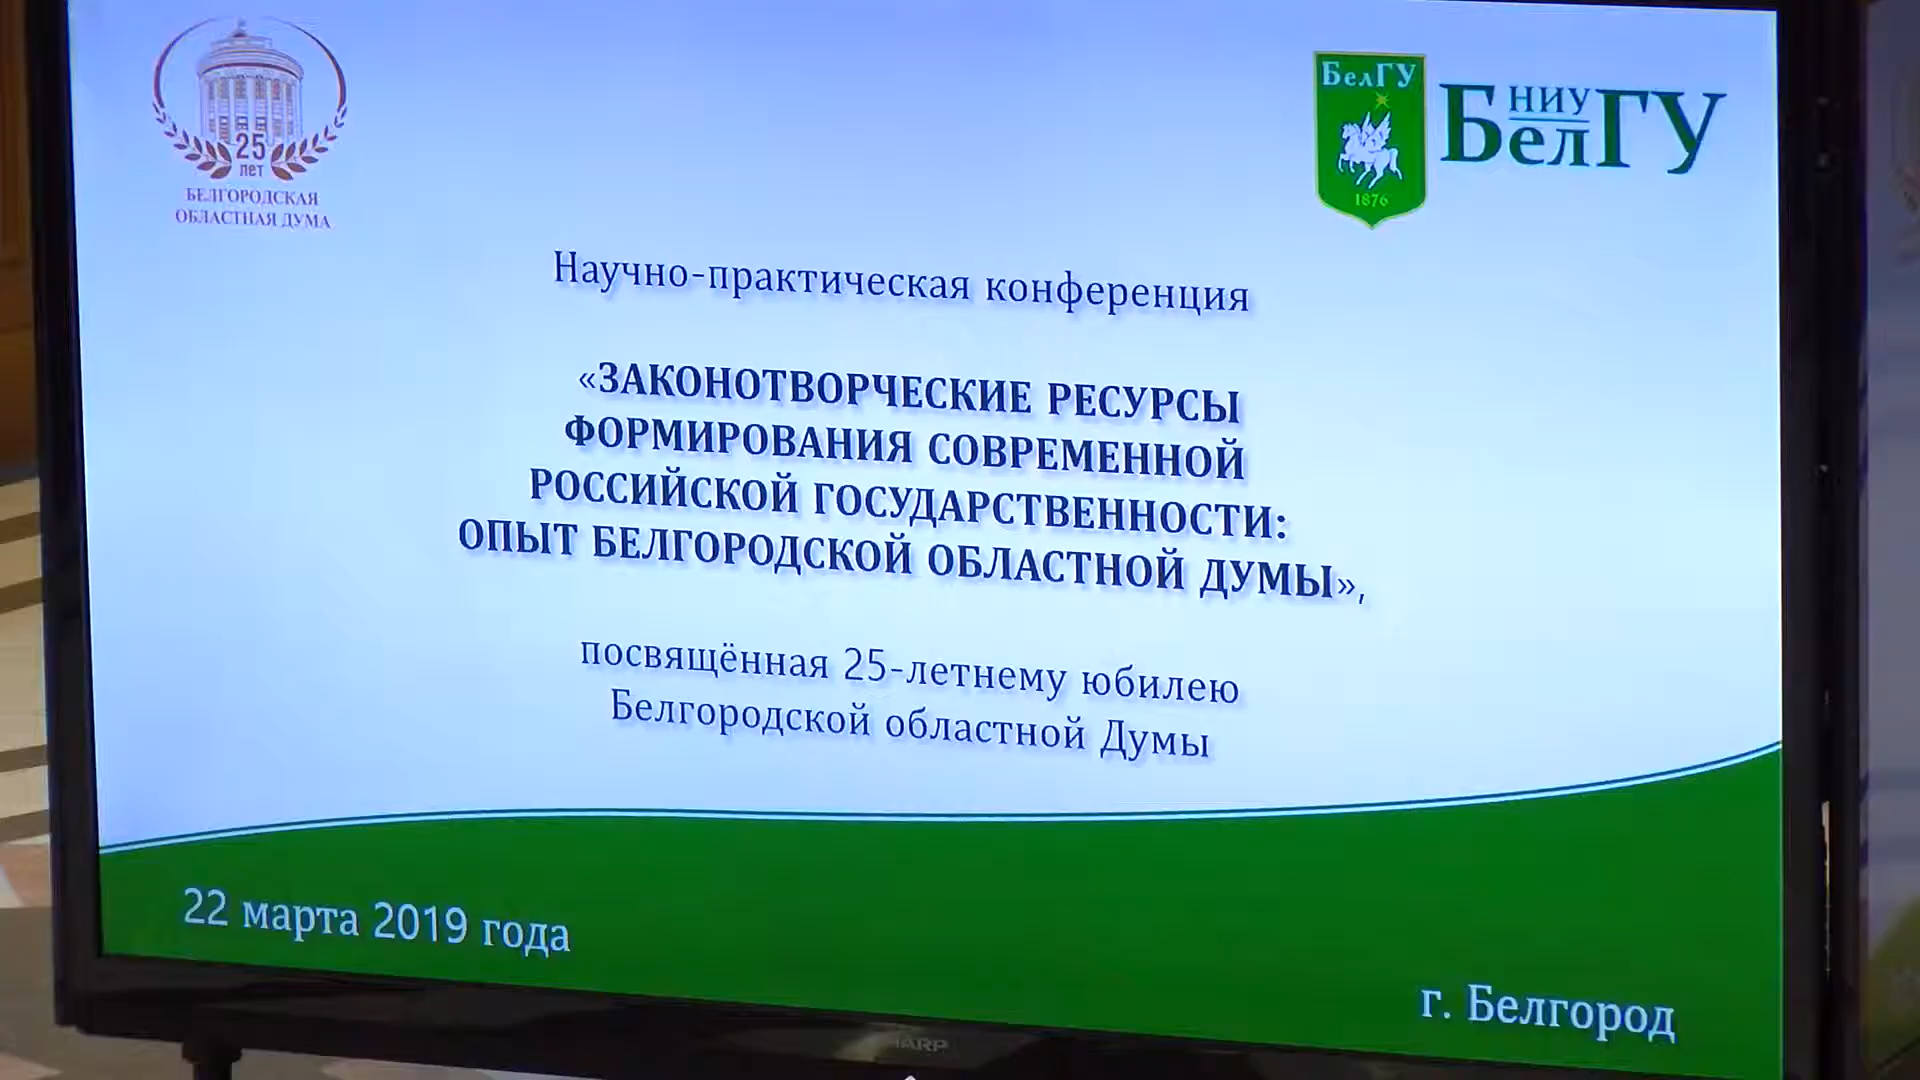 25
лет
БЕЛГОРОДСКАЯ
ОБЛАСТНАЯ ДУМА
БелГУ
1876
НИУ
БелГУ
Научно-практическая конференция
«ЗАКОНОТВОРЧЕСКИЕ РЕСУРСЫ
ФОРМИРОВАНИЯ СОВРЕМЕННОЙ
РОССИЙСКОЙ ГОСУДАРСТВЕННОСТИ:
ОПЫТ БЕЛГОРОДСКОЙ ОБЛАСТНОЙ ДУМЫ»,
посвящённая 25-летнему юбилею
Белгородской областной Думы
22 марта 2019 года
г. Белгород